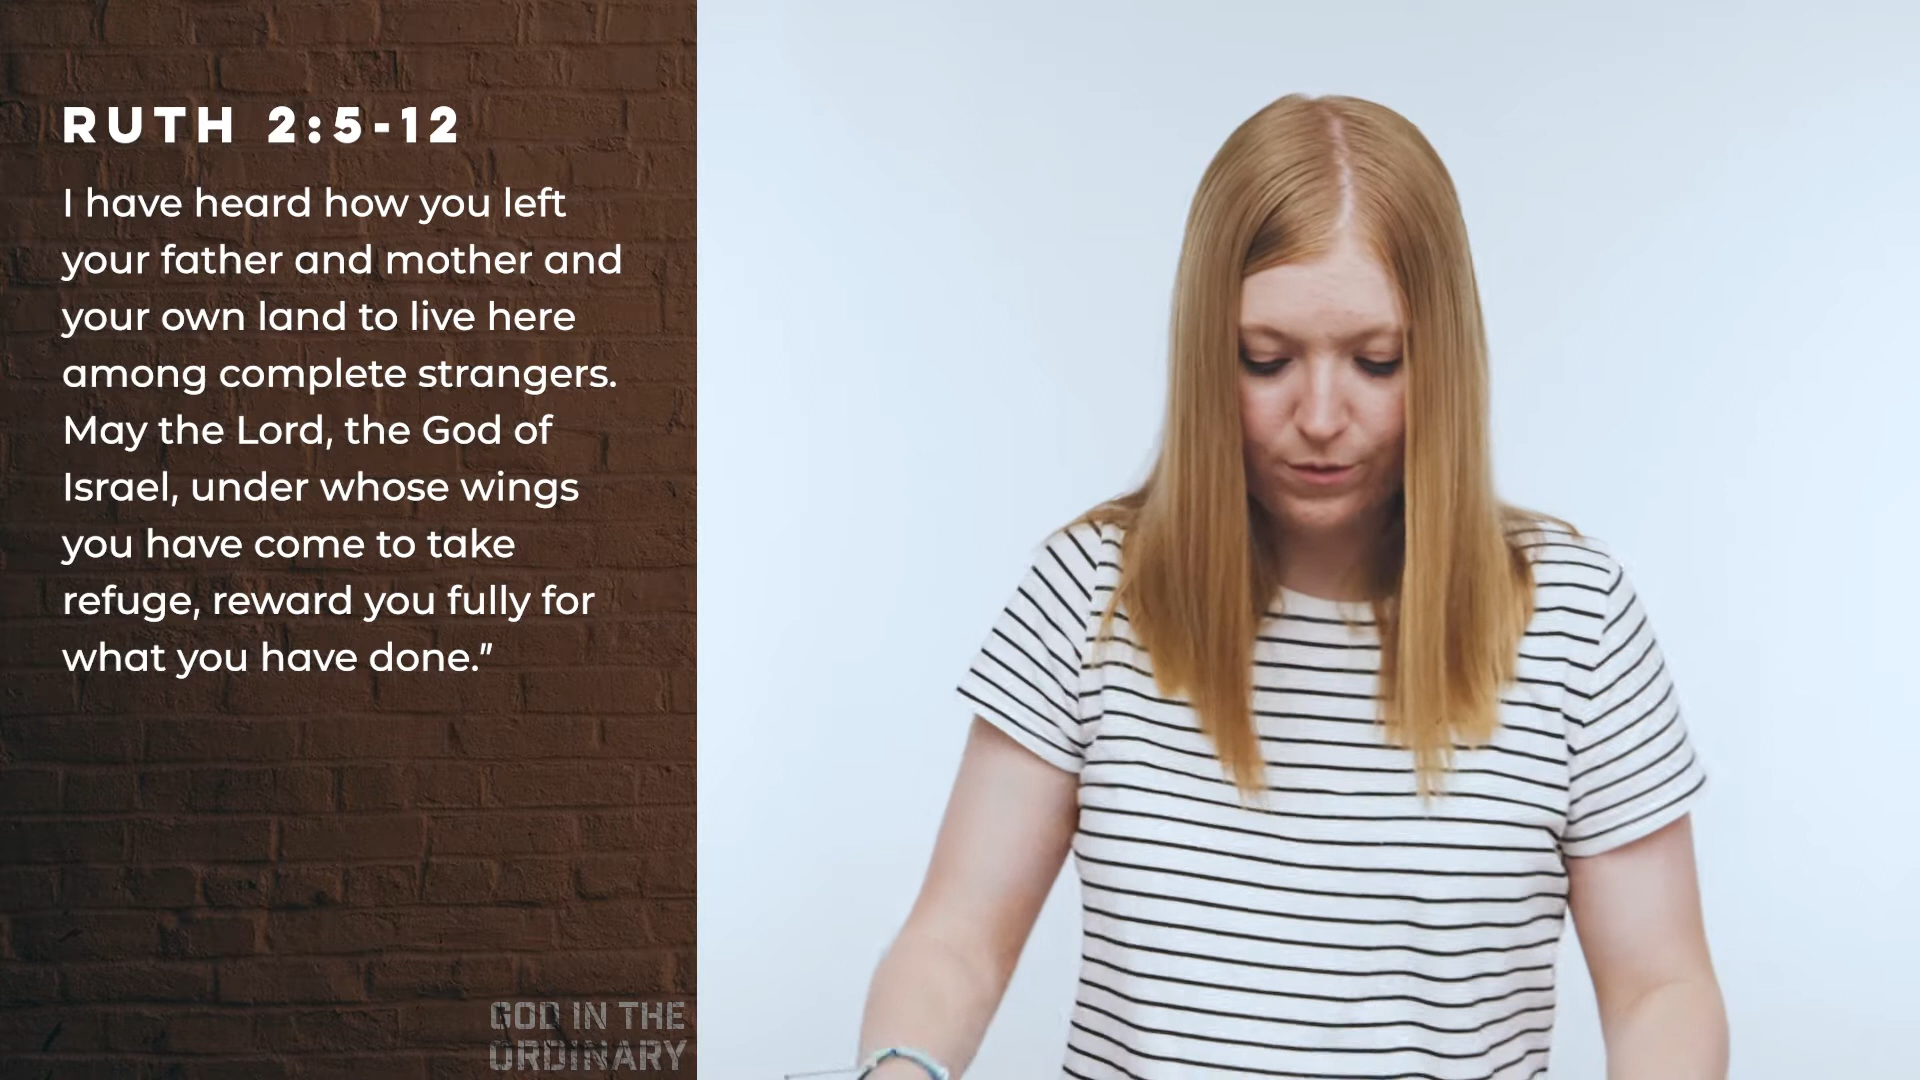 RUTH 2:5-12
I have heard how you left
your father and mother and
your own land to live here
among complete strangers.
May the Lord, the God of
Israel, under whose wings
you have come to take
refuge, reward you fully for
what you have done.”
GOD IN THE
ORDINARY